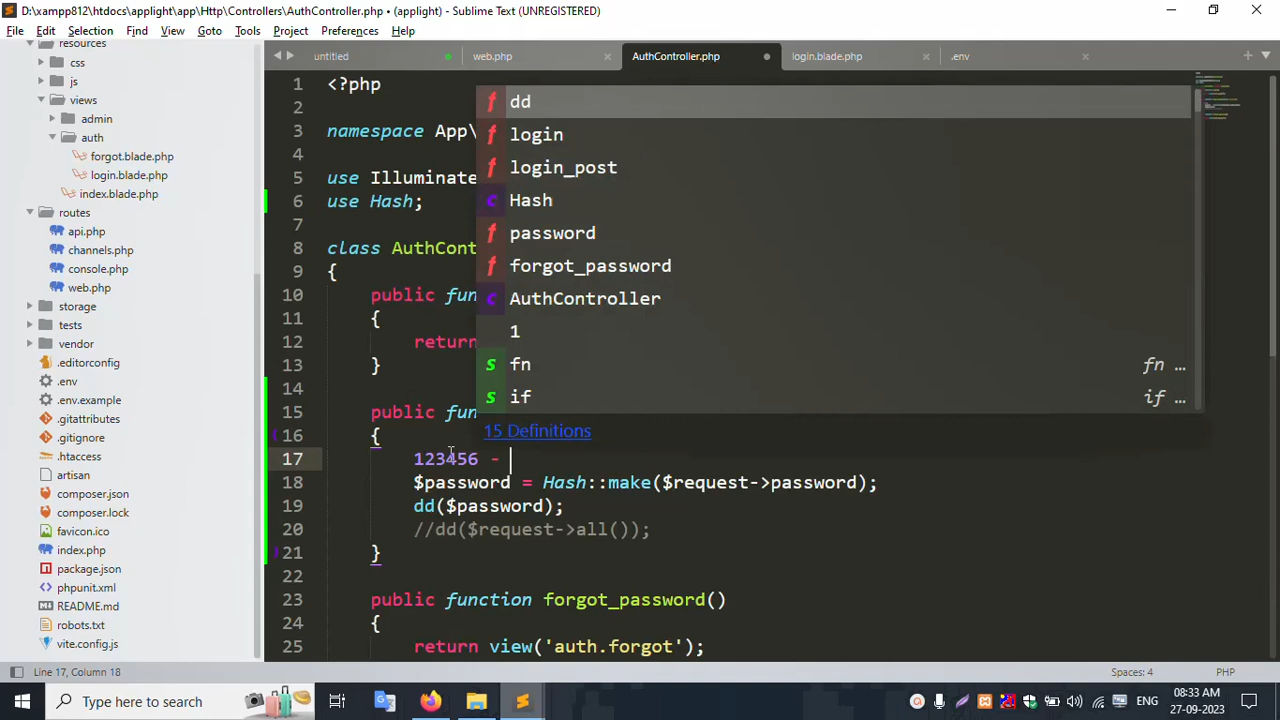 D:\xampp812\htdocs\applight\app\Http\Controllers\AuthController.php • (applight) - Sublime Text (UNREGISTERED)
File Edit Selection Find View Goto Tools Project Preferences Help
untitled web.php AuthController.php login.blade.php .env
resources
css
js
views
admin
auth
forgot.blade.php
login.blade.php
index.blade.php
routes
api.php
channels.php
console.php
web.php
storage
tests
vendor
.editorconfig
.env
.env.example
.gitattributes
.gitignore
.htaccess
artisan
composer.json
composer.lock
favicon.ico
index.php
package.json
phpunit.xml
README.md
robots.txt
vite.config.js
1 <?php
2
3 namespace App\
4
5 use Illuminate
6 use Hash;
7
8 class AuthCont
9 {
10 public fun
11 {
12 return
13 }
14
15 public fun
16 {
17 123456 -
18 $password = Hash::make($request->password);
19 dd($password);
20 //dd($request->all());
21 }
22
23 public function forgot_password()
24 {
25 return view('auth.forgot');
f dd
f login
f login_post
c Hash
f password
f forgot_password
c AuthController
1
s fn fn …
s if if …
15 Definitions
Line 17, Column 18 Spaces: 4 PHP
Type here to search
ENG
08:33 AM
27-09-2023